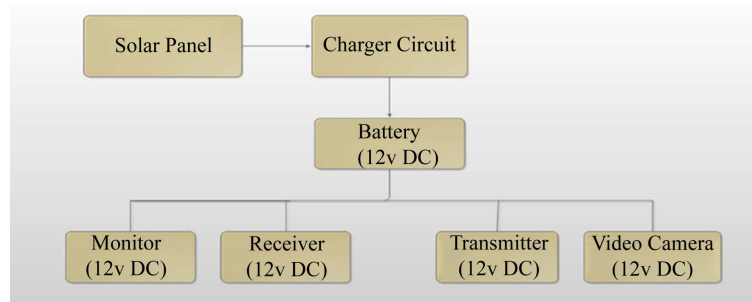 Solar Panel
Charger Circuit
Battery
(12v DC)
Monitor
(12v DC)
Receiver
(12v DC)
Transmitter
(12v DC)
Video Camera
(12v DC)